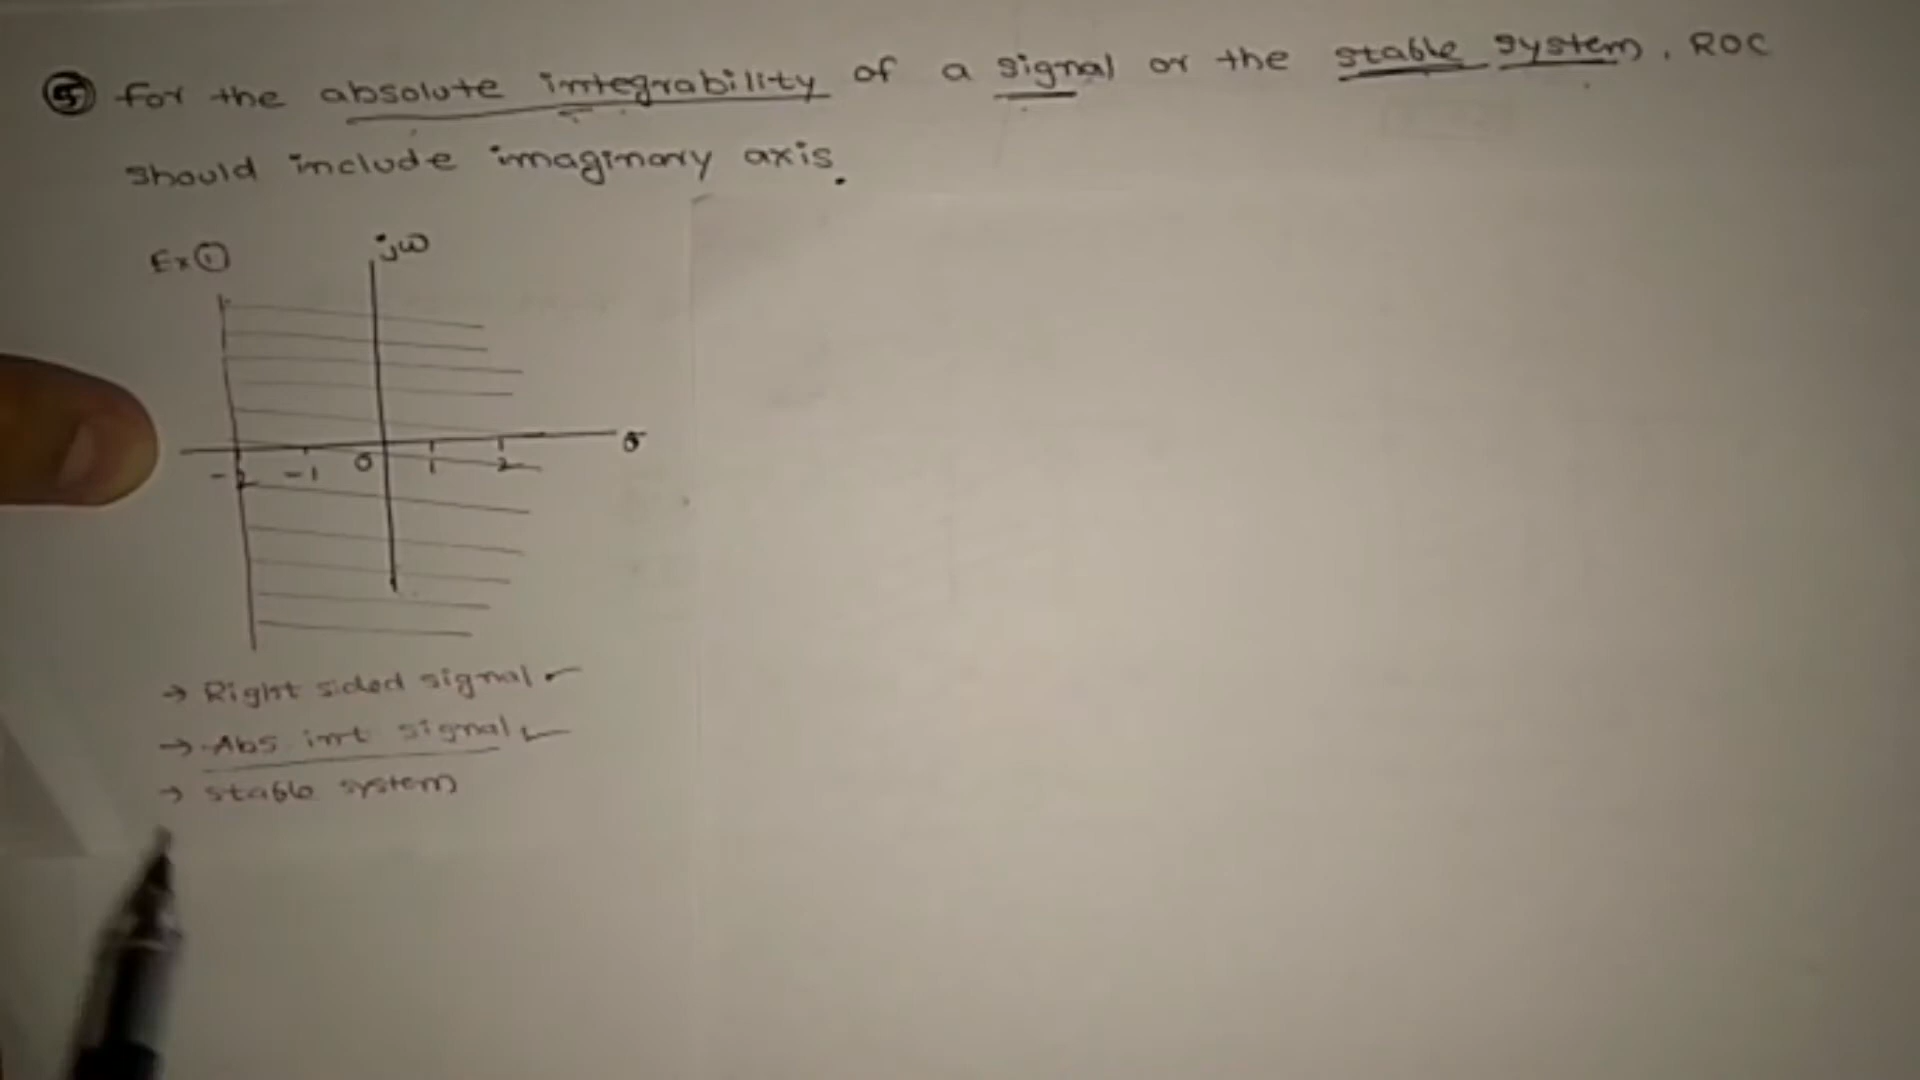 ⑤ for the absolute integrability of a signal or the stable system, ROC
should include imaginary axis.
Ex ①
jω
σ
-2 -1 0 1 2
→ Right sided signal ✓
→ Abs. int signal ✓
→ stable system